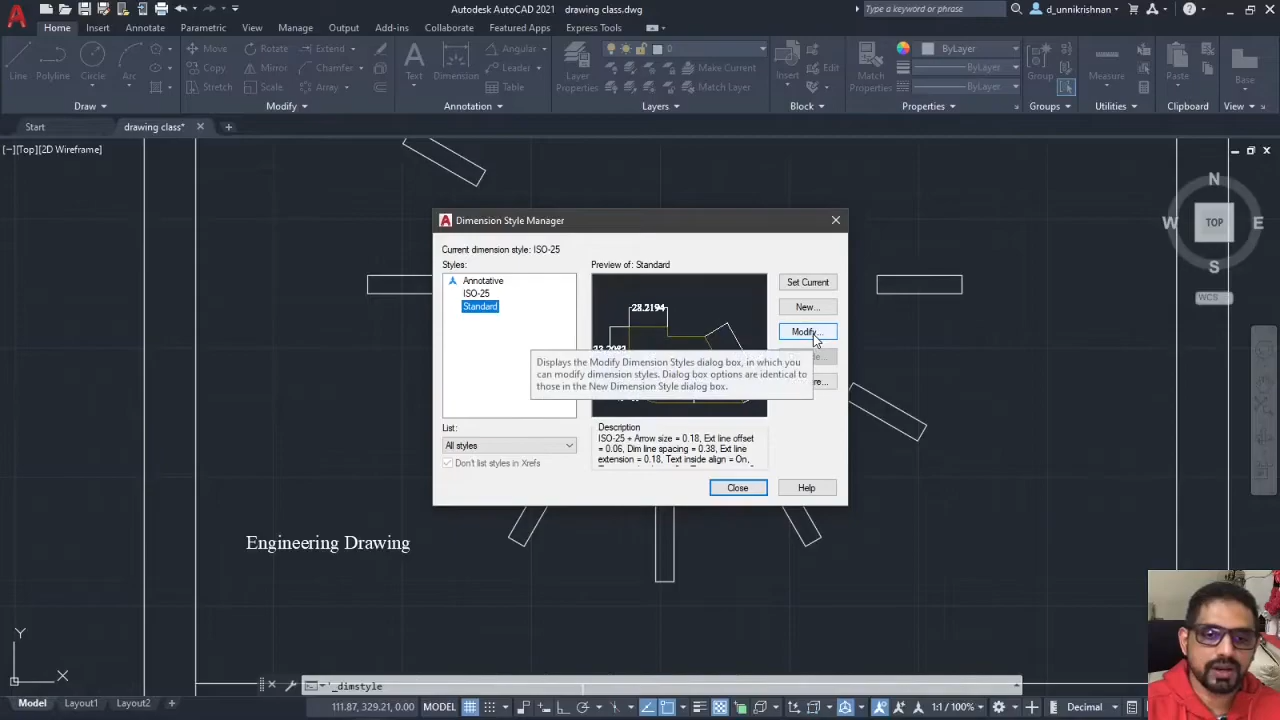 Autodesk AutoCAD 2021 drawing class.dwg
Type a keyword or phrase
d_unnikrishnan
Home Insert Annotate Parametric View Manage Output Add-ins Collaborate Featured Apps Express Tools
Line Polyline Circle Arc
Move Rotate Extend
Copy Mirror Chamfer
Stretch Scale Array
Text Dimension
Angular
Leader
Table
Layer Properties
0
Make Current
Match Layer
Insert
Edit
Match Properties
ByLayer
ByLayer
ByLayer
Group
Measure
Paste
Base
Draw Modify Annotation Layers Block Properties Groups Utilities Clipboard View
Start drawing class*
[−][Top][2D Wireframe]
N
W TOP E
S
WCS
Dimension Style Manager
Current dimension style: ISO-25
Styles:
Annotative
ISO-25
Standard
Preview of: Standard
28.2194
Set Current
New...
Modify...
Displays the Modify Dimension Styles dialog box, in which you
can modify dimension styles. Dialog box options are identical to
those in the New Dimension Style dialog box.
List:
All styles
Don't list styles in Xrefs
Description
ISO-25 + Arrow size = 0.18, Ext line offset
= 0.06, Dim line spacing = 0.38, Ext line
extension = 0.18, Text inside align = On,
Close Help
Engineering Drawing
Y
X
'_dimstyle
Model Layout1 Layout2 +
111.87, 329.21, 0.00 MODEL
1:1 / 100%
Decimal